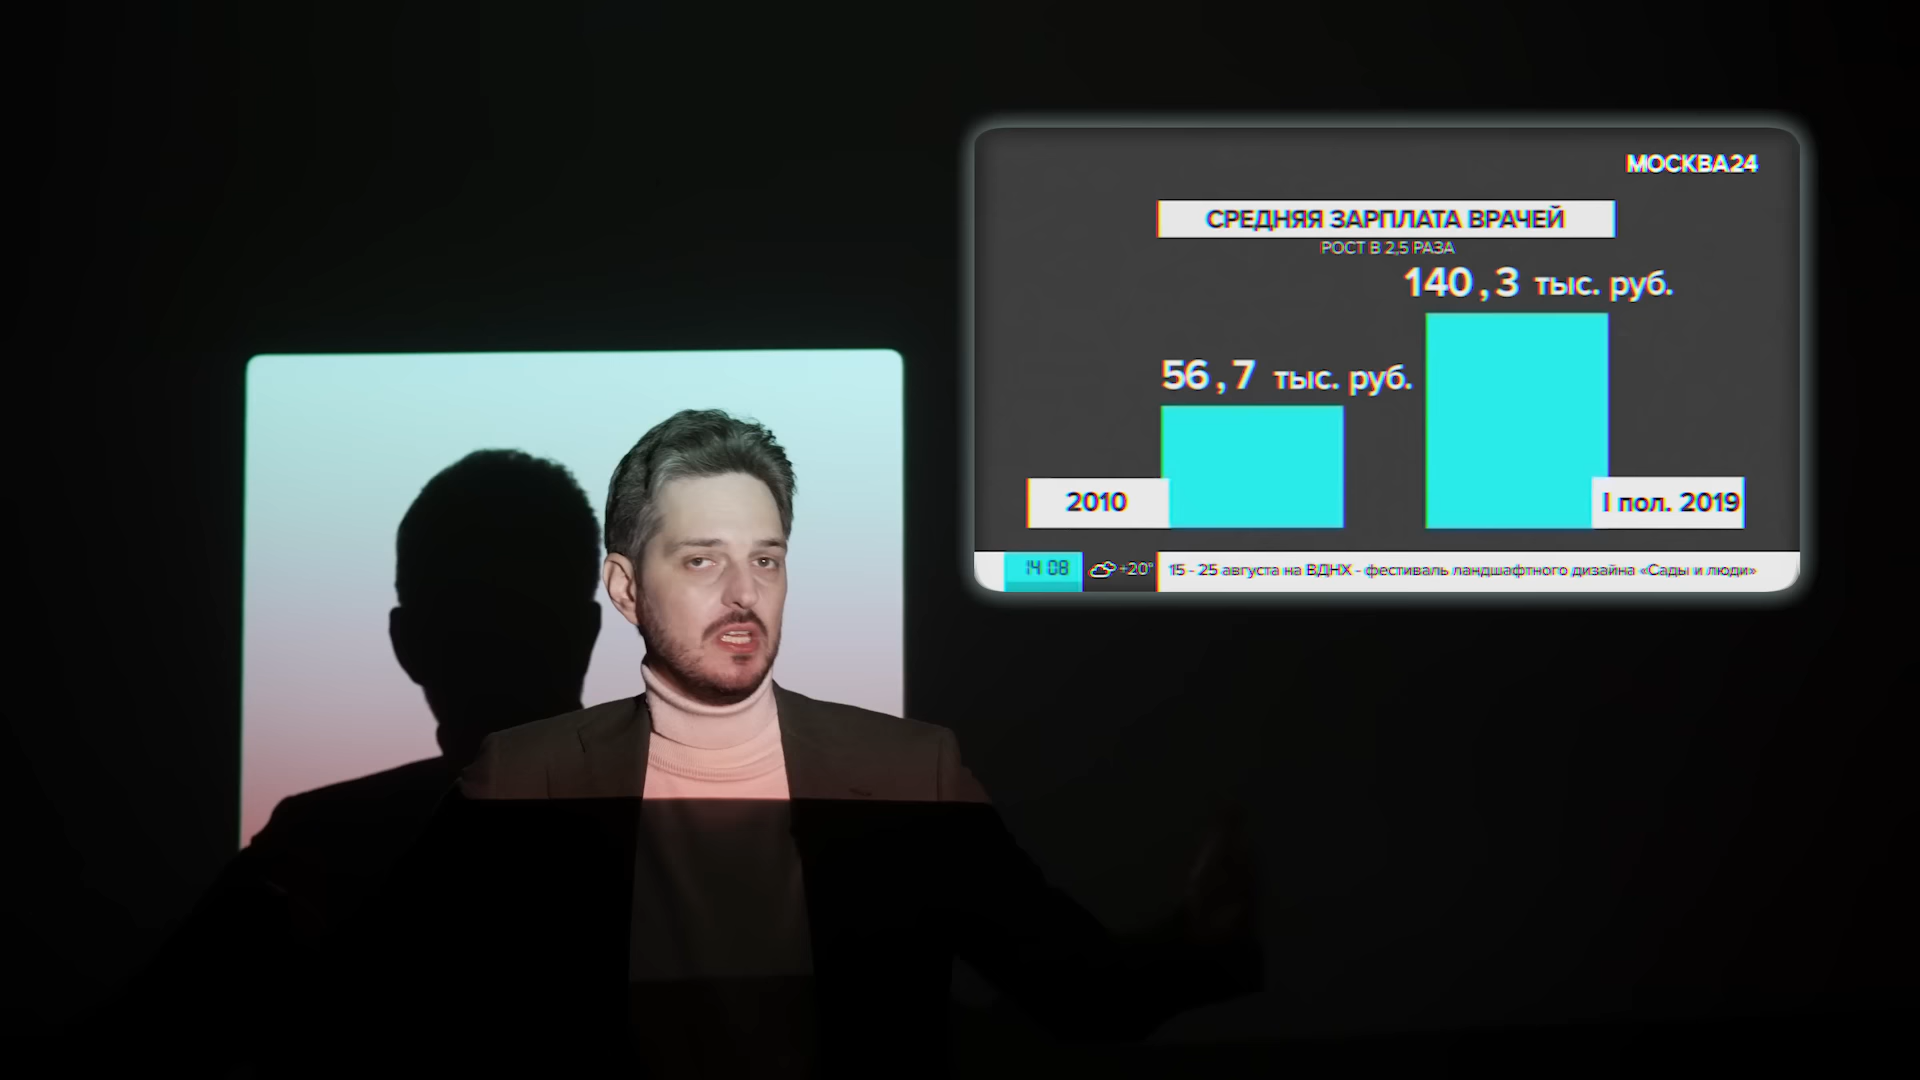 МОСКВА24
СРЕДНЯЯ ЗАРПЛАТА ВРАЧЕЙ
РОСТ В 2,5 РАЗА
140,3 тыс. руб.
56,7 тыс. руб.
2010
I пол. 2019
14 08
+20°
15 - 25 августа на ВДНХ - фестиваль ландшафтного дизайна «Сады и люди»